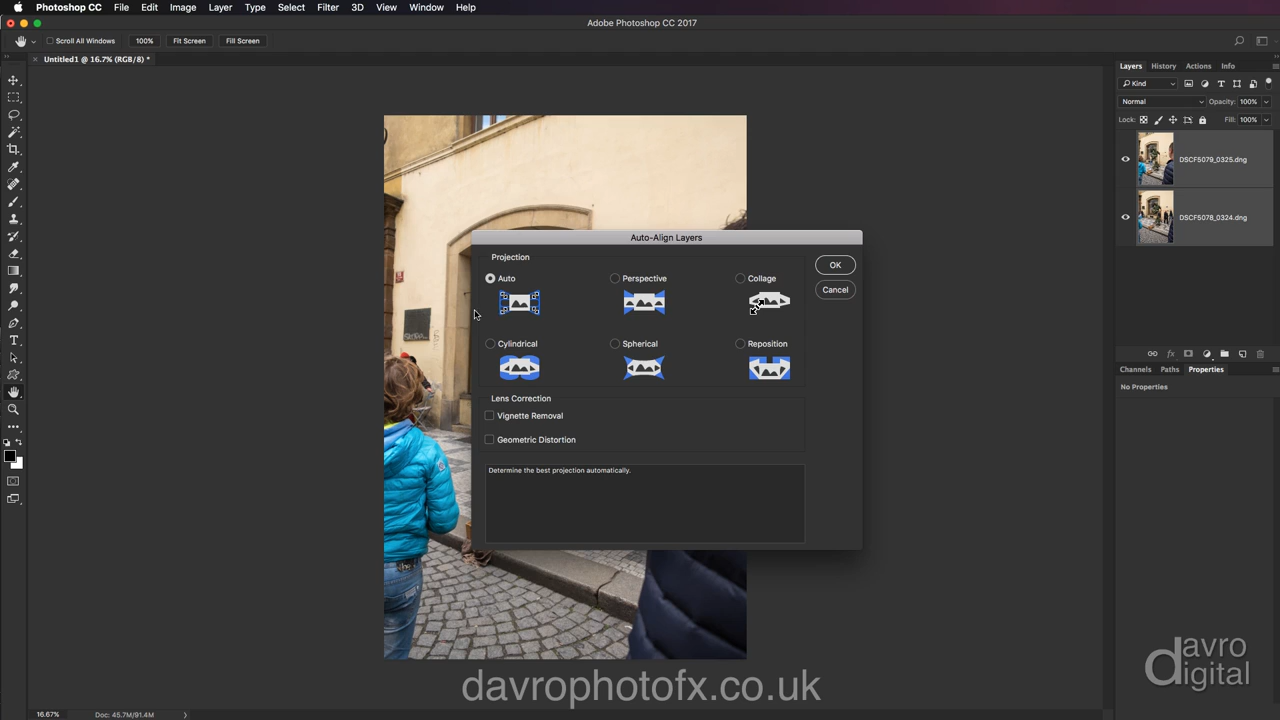 Photoshop CC File Edit Image Layer Type Select Filter 3D View Window Help
Adobe Photoshop CC 2017
Scroll All Windows 100% Fit Screen Fill Screen
Untitled1 @ 16.7% (RGB/8) *
Layers History Actions Info
Kind
Normal Opacity: 100%
Lock: Fill: 100%
DSCF5079_0325.dng
DSCF5078_0324.dng
Auto-Align Layers
Projection
OK
Auto Perspective Collage
Cancel
Cylindrical Spherical Reposition
Lens Correction
Vignette Removal
Geometric Distortion
Determine the best projection automatically.
Channels Paths Properties
No Properties
davro
digital
davrophotofx.co.uk
16.67% Doc: 45.7M/91.4M